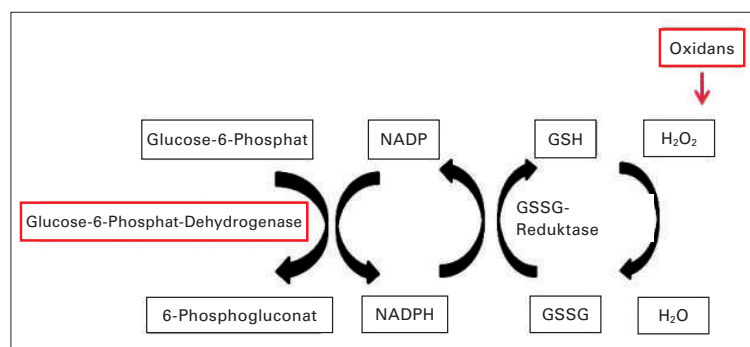 Oxidans
Glucose-6-Phosphat
NADP
GSH
H₂O₂
Glucose-6-Phosphat-Dehydrogenase
GSSG-
Reduktase
6-Phosphogluconat
NADPH
GSSG
H₂O